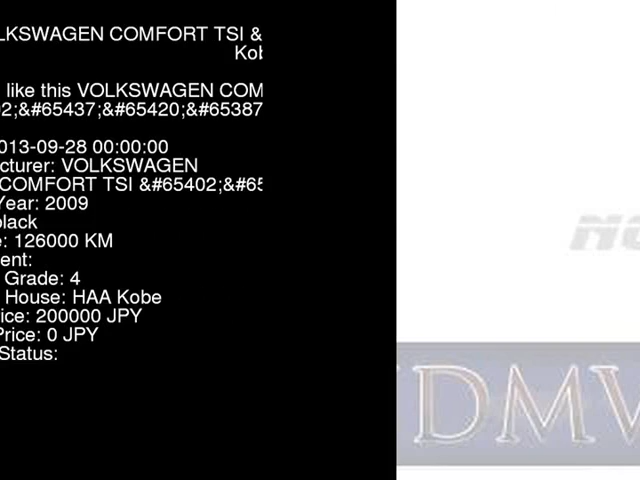 LKSWAGEN COMFORT TSI &
Kob
like this VOLKSWAGEN COM
2;&#65437;&#65420;&#65387
013-09-28 00:00:00
cturer: VOLKSWAGEN
COMFORT TSI &#65402;&#65
Year: 2009
black
e: 126000 KM
ent:
Grade: 4
House: HAA Kobe
ice: 200000 JPY
Price: 0 JPY
Status:
NO
DMV